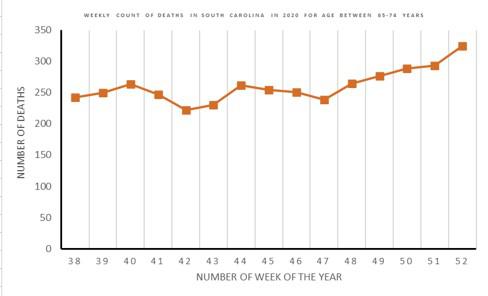 WEEKLY COUNT OF DEATHS IN SOUTH CAROLINA IN 2020 FOR AGE BETWEEN 65-74 YEARS
350
300
250
200
150
100
50
0
NUMBER OF DEATHS
38 39 40 41 42 43 44 45 46 47 48 49 50 51 52
NUMBER OF WEEK OF THE YEAR